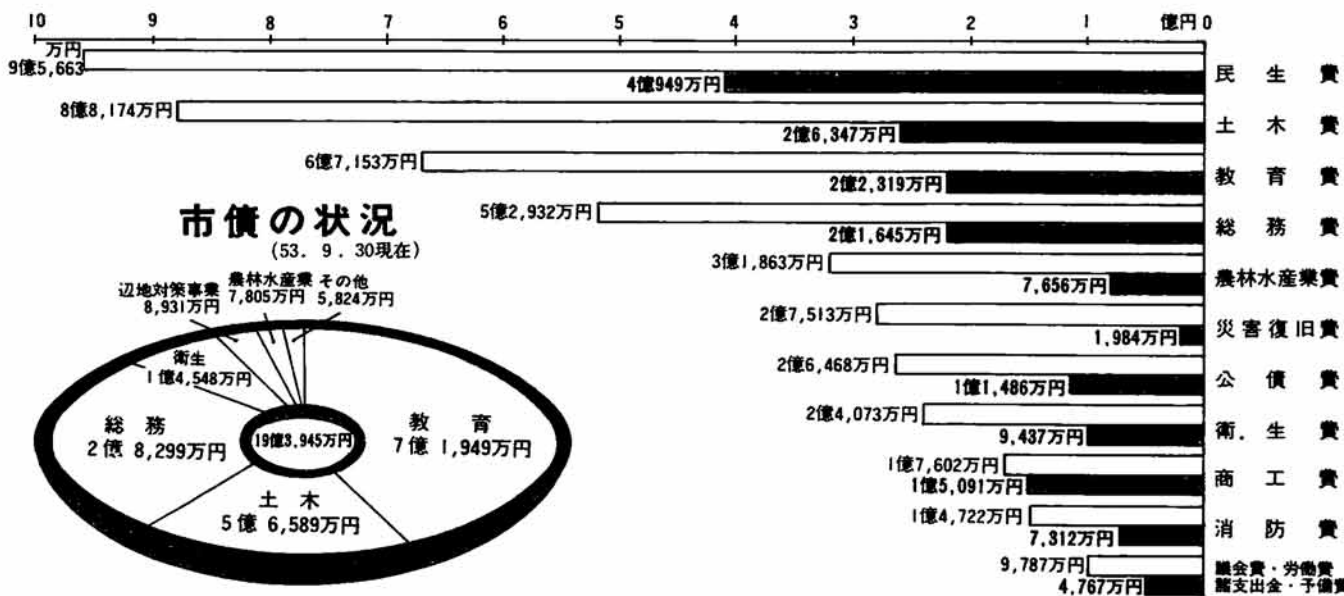 10 9 8 7 6 5 4 3 2 1 億円 0
万円
9億5,663
4億949万円
民生費
8億8,174万円
2億6,347万円
土木費
6億7,153万円
2億2,319万円
教育費
5億2,932万円
2億1,645万円
総務費
3億1,863万円
7,656万円
農林水産業費
2億7,513万円
1,984万円
災害復旧費
2億6,468万円
1億1,486万円
公債費
2億4,073万円
9,437万円
衛.生費
1億7,602万円
1億5,091万円
商工費
1億4,722万円
7,312万円
消防費
9,787万円
4,767万円
議会費・労働費
諸支出金・予備費
市債の状況
(53. 9. 30現在)
辺地対策事業
8,931万円
農林水産業
7,805万円
その他
5,824万円
衛生
1億4,548万円
総務
2億8,299万円
19億3,945万円
教育
7億1,949万円
土木
5億6,589万円